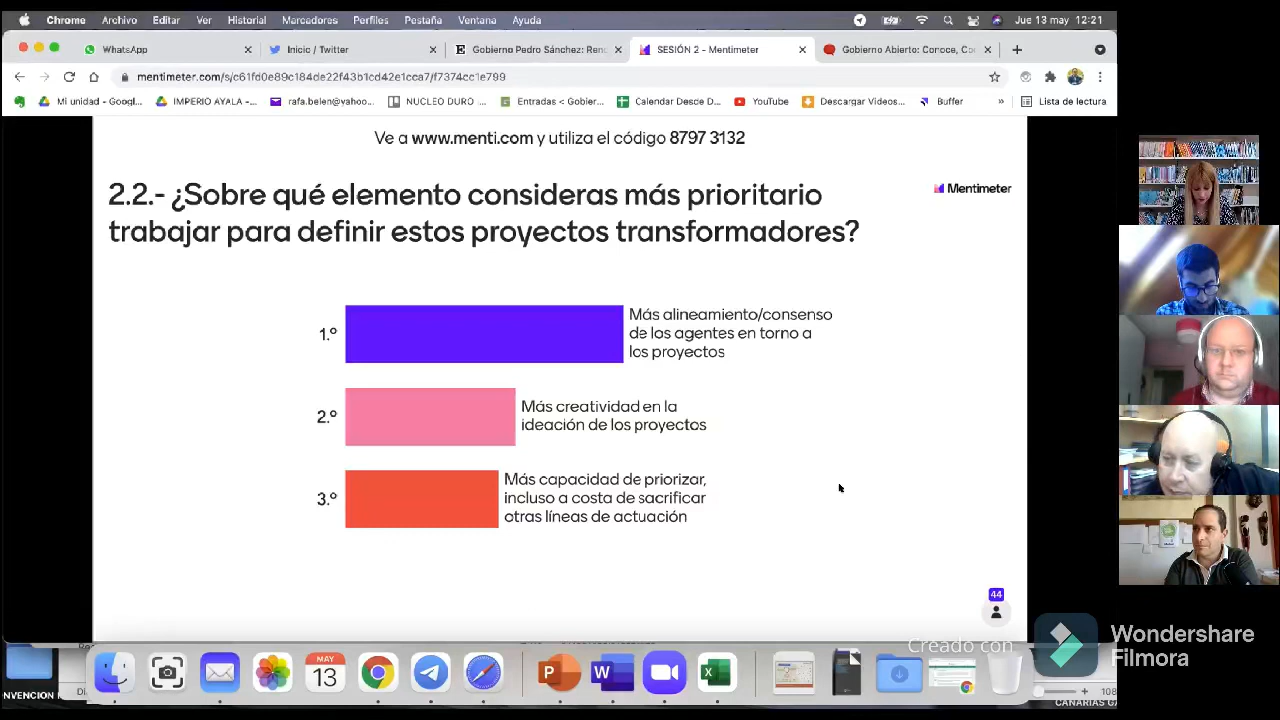 Chrome Archivo Editar Ver Historial Marcadores Perfiles Pestaña Ventana Ayuda Jue 13 may 12:21
WhatsApp
Inicio / Twitter
Gobierno Pedro Sánchez: Ren
SESIÓN 2 - Mentimeter
Gobierno Abierto: Conoce, Co
mentimeter.com/s/c61fd0e89c184de22f43b1cd42e1cca7/f7374cc1e799
Mi unidad - Googl... IMPERIO AYALA -... rafa.belen@yahoo... NUCLEO DURO ... Entradas < Gobier... Calendar Desde D... YouTube Descargar Videos... Buffer » Lista de lectura
Ve a www.menti.com y utiliza el código 8797 3132
Mentimeter
2.2.- ¿Sobre qué elemento consideras más prioritario
trabajar para definir estos proyectos transformadores?
1.º
Más alineamiento/consenso
de los agentes en torno a
los proyectos
2.º
Más creatividad en la
ideación de los proyectos
3.º
Más capacidad de priorizar,
incluso a costa de sacrificar
otras líneas de actuación
44
Creado con
Wondershare
Filmora
MAY
13
NVENCION
108